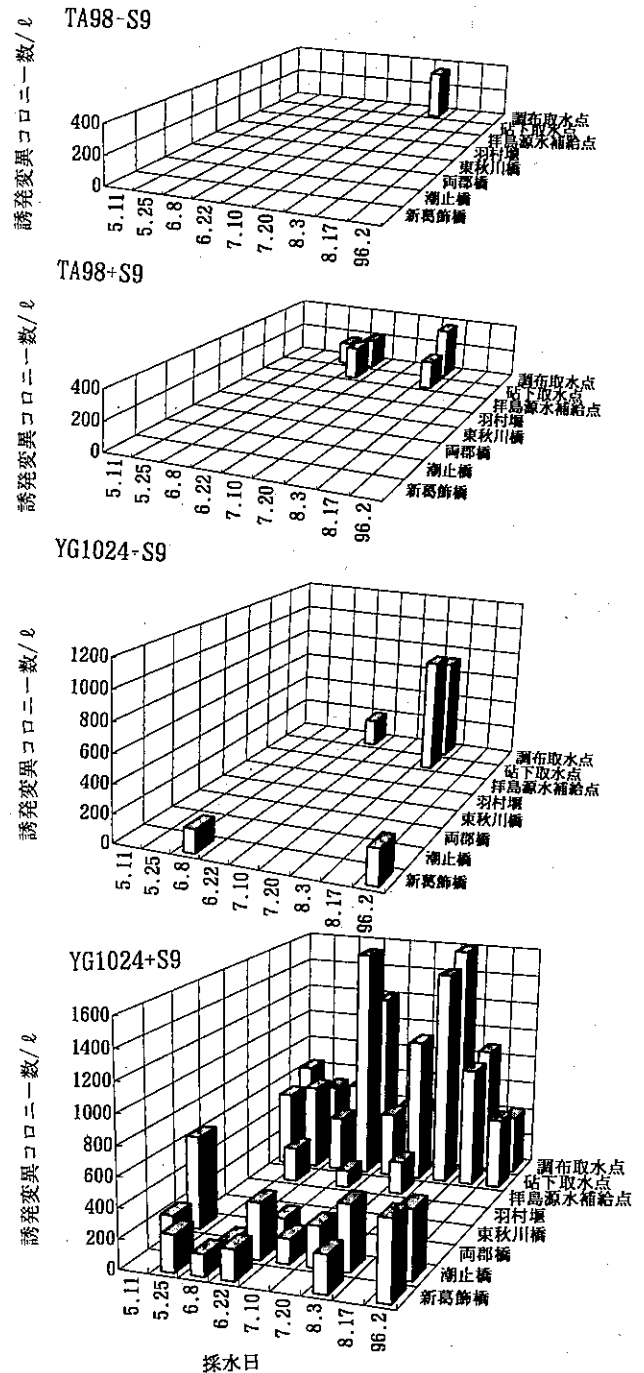 TA98-S9
誘発変異コロニー数/ℓ
400
200
0
5.11
5.25
6.8
6.22
7.10
7.20
8.3
8.17
96.2
調布取水点
砧下取水点
拝島源水補給点
羽村堰
東秋川橋
両郡橋
潮止橋
新葛飾橋
TA98+S9
誘発変異コロニー数/ℓ
400
200
0
5.11
5.25
6.8
6.22
7.10
7.20
8.3
8.17
96.2
調布取水点
砧下取水点
拝島源水補給点
羽村堰
東秋川橋
両郡橋
潮止橋
新葛飾橋
YG1024-S9
誘発変異コロニー数/ℓ
1200
1000
800
600
400
200
0
5.11
5.25
6.8
6.22
7.10
7.20
8.3
8.17
96.2
調布取水点
砧下取水点
拝島源水補給点
羽村堰
東秋川橋
両郡橋
潮止橋
新葛飾橋
YG1024+S9
誘発変異コロニー数/ℓ
1600
1400
1200
1000
800
600
400
200
0
5.11
5.25
6.8
6.22
7.10
7.20
8.3
8.17
96.2
調布取水点
砧下取水点
拝島源水補給点
羽村堰
東秋川橋
両郡橋
潮止橋
新葛飾橋
採水日